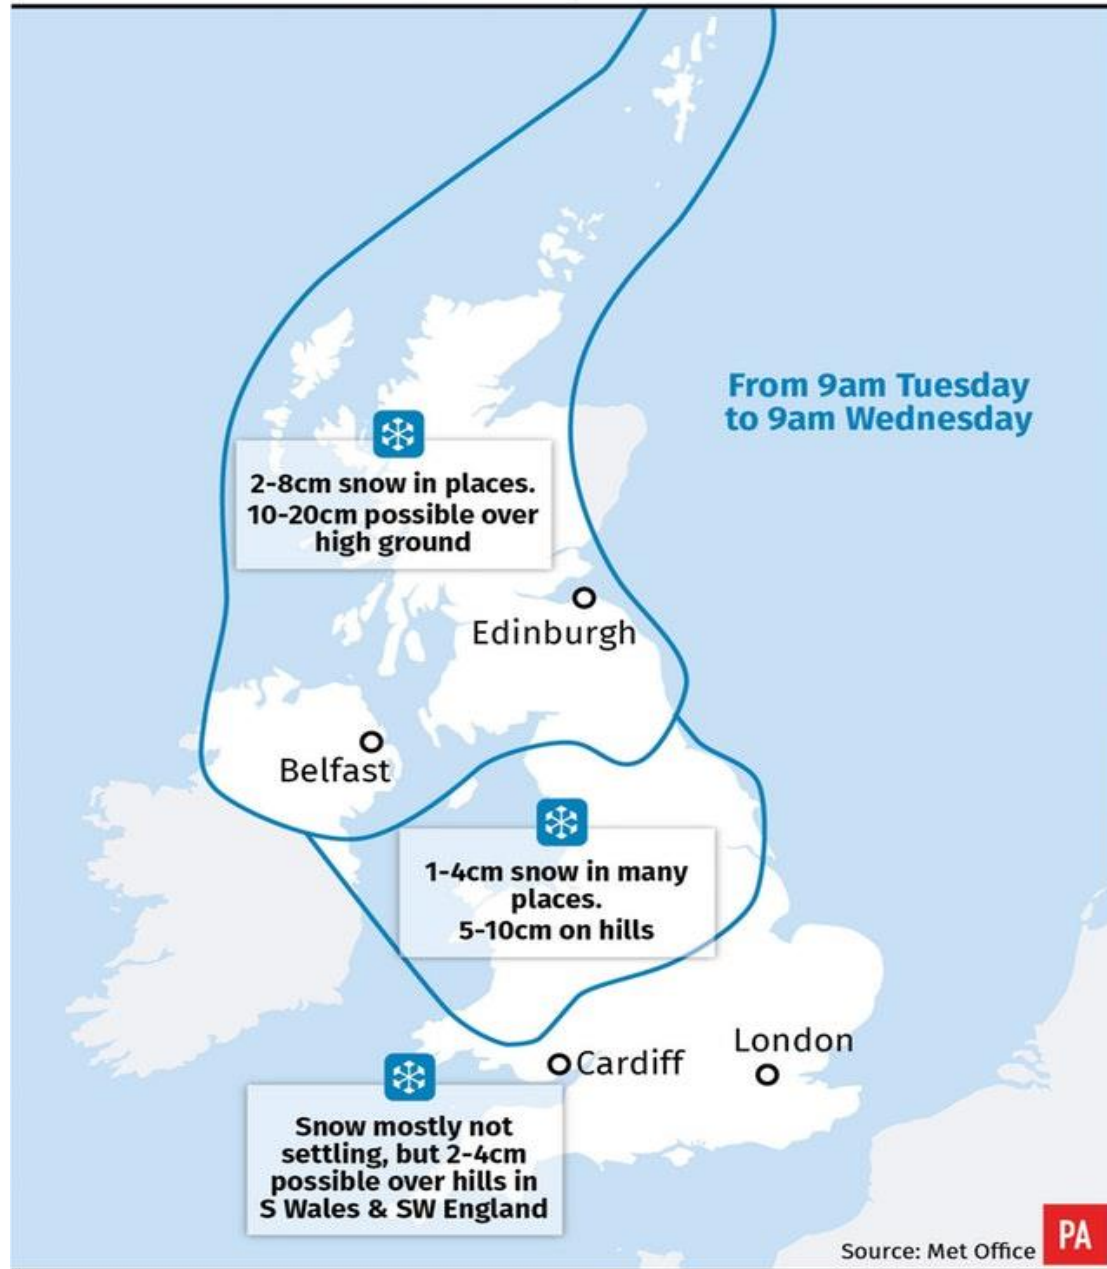 From 9am Tuesday
to 9am Wednesday
2-8cm snow in places.
10-20cm possible over
high ground
Edinburgh
Belfast
1-4cm snow in many
places.
5-10cm on hills
London
Cardiff
Snow mostly not
settling, but 2-4cm
possible over hills in
S Wales & SW England
Source: Met Office
PA